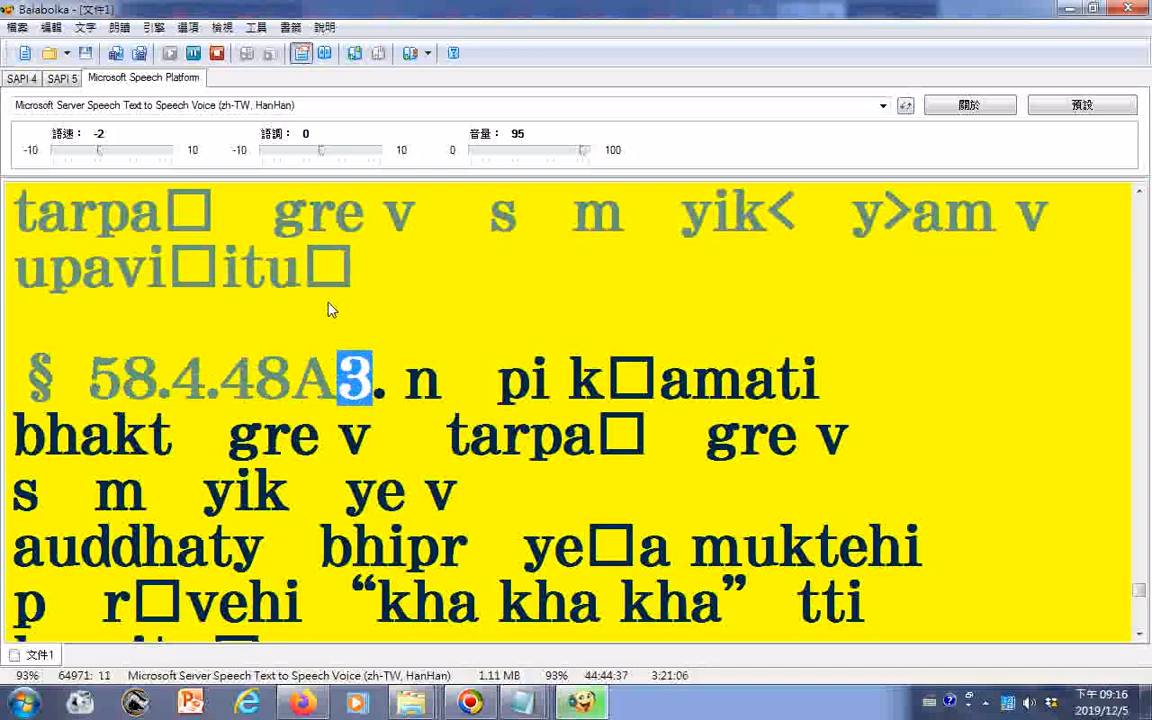 Balabolka - [文件1]
檔案 編輯 文字 朗讀 引擎 選項 檢視 工具 書籤 說明
SAPI 4 SAPI 5 Microsoft Speech Platform
Microsoft Server Speech Text to Speech Voice (zh-TW, HanHan) 關於 預設
語速： -2 語調： 0 音量： 95
-10 10 -10 10 0 100
tarpa□ gre v s m yik< y>am v
upavi□itu□
§ 58.4.48A3. n pi k□amati
bhakt gre v tarpa□ gre v
s m yik ye v
auddhaty bhipr ye□a muktehi
p r□vehi “kha kha kha” tti
文件1
93% 64971: 11 Microsoft Server Speech Text to Speech Voice (zh-TW, HanHan) 1.11 MB 93% 44:44:37 3:21:06
下午 09:16
2019/12/5